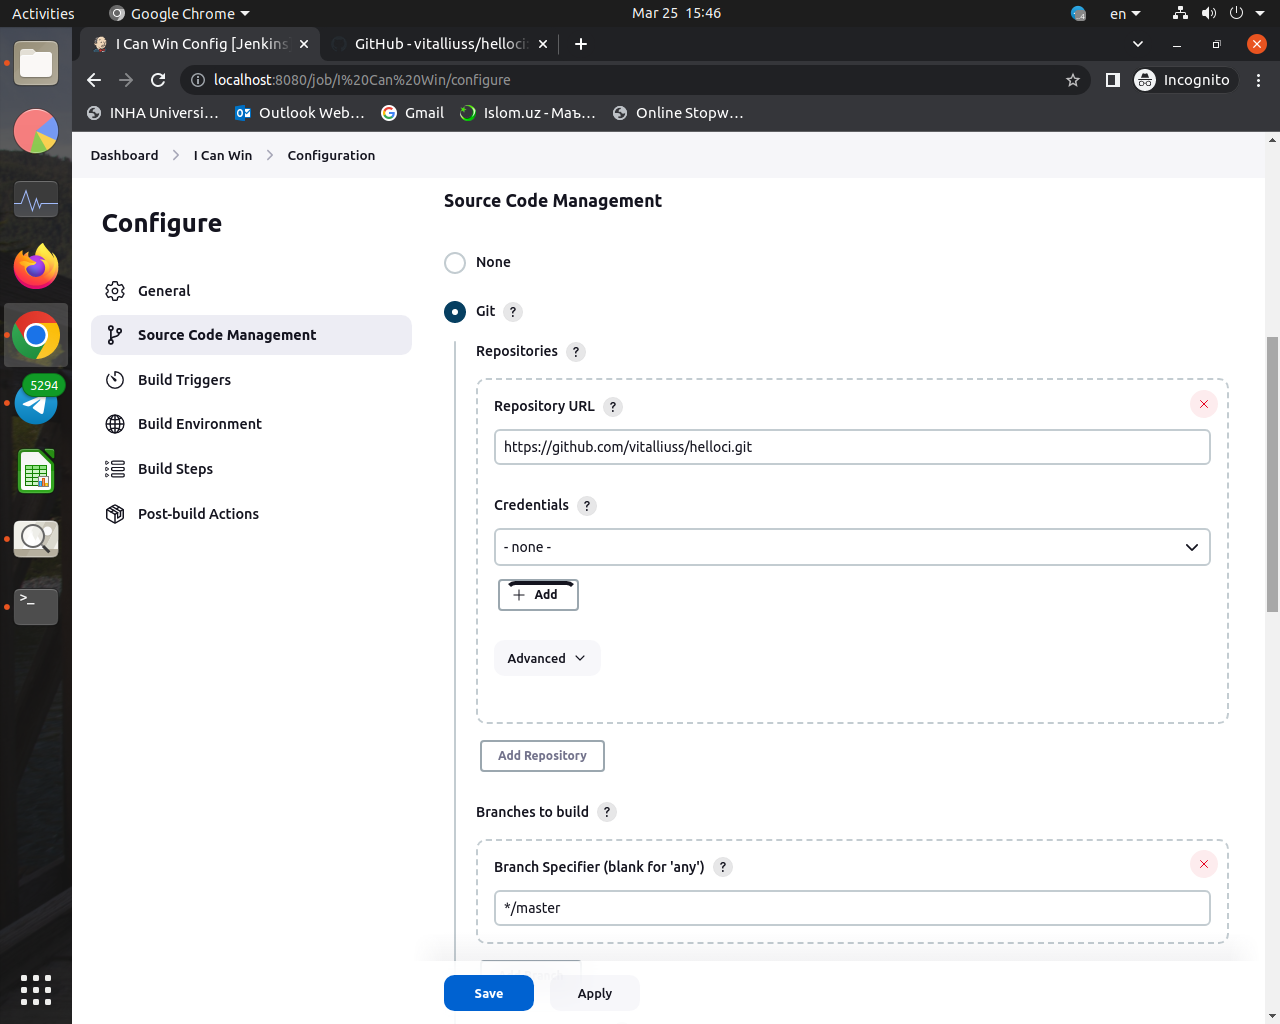 Activities
Google Chrome
Mar 25 15:46
en
I Can Win Config [Jenkins]
GitHub - vitalliuss/helloci:
localhost:8080/job/I%20Can%20Win/configure
Incognito
INHA Universi...
Outlook Web...
Gmail
Islom.uz - Маъ...
Online Stopw...
Dashboard
I Can Win
Configuration
Configure
General
Source Code Management
Build Triggers
Build Environment
Build Steps
Post-build Actions
5294
>_
Source Code Management
None
Git ?
Repositories ?
Repository URL ?
https://github.com/vitalliuss/helloci.git
Credentials ?
- none -
+ Add
Advanced
Add Repository
Branches to build ?
Branch Specifier (blank for 'any') ?
*/master
Save
Apply